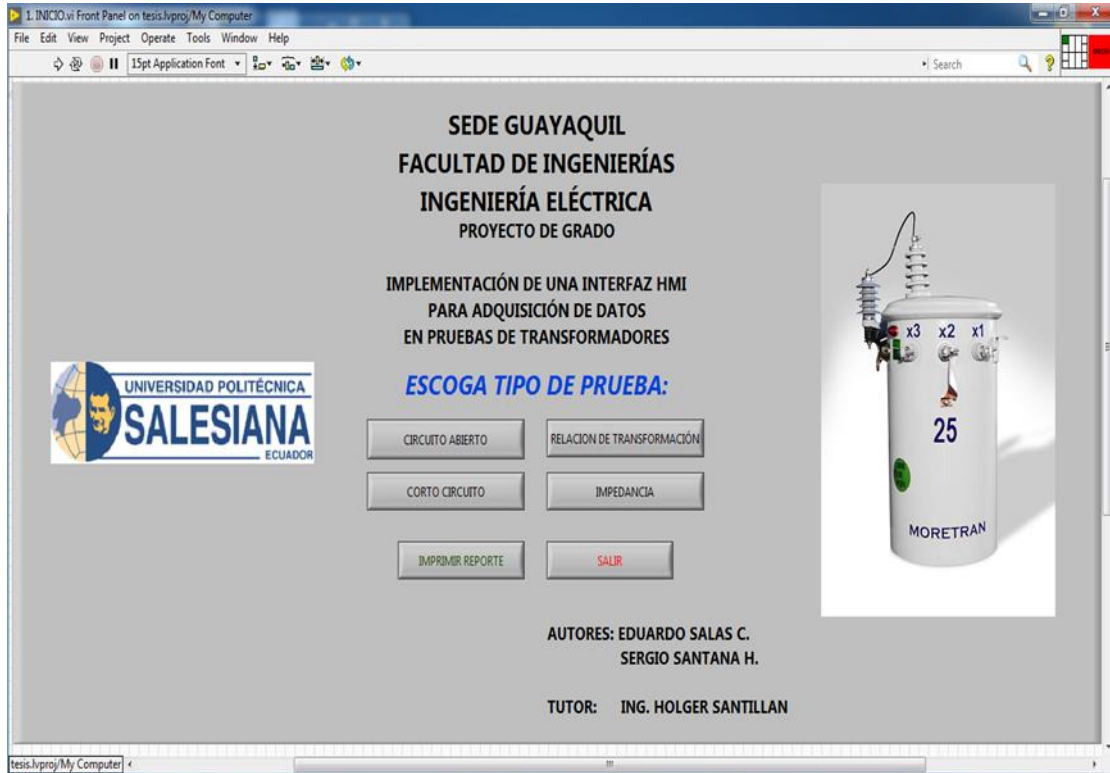 1. INICIO.vi Front Panel on tesis.lvproj/My Computer
File Edit View Project Operate Tools Window Help
15pt Application Font
Search
SEDE GUAYAQUIL
FACULTAD DE INGENIERÍAS
INGENIERÍA ELÉCTRICA
PROYECTO DE GRADO
IMPLEMENTACIÓN DE UNA INTERFAZ HMI
PARA ADQUISICIÓN DE DATOS
EN PRUEBAS DE TRANSFORMADORES
UNIVERSIDAD POLITÉCNICA
SALESIANA
ECUADOR
ESCOGA TIPO DE PRUEBA:
CIRCUITO ABIERTO
RELACION DE TRANSFORMACIÓN
CORTO CIRCUITO
IMPEDANCIA
IMPRIMIR REPORTE
SALIR
x3 x2 x1
25
MORETRAN
AUTORES: EDUARDO SALAS C.
SERGIO SANTANA H.
TUTOR: ING. HOLGER SANTILLAN
tesis.lvproj/My Computer